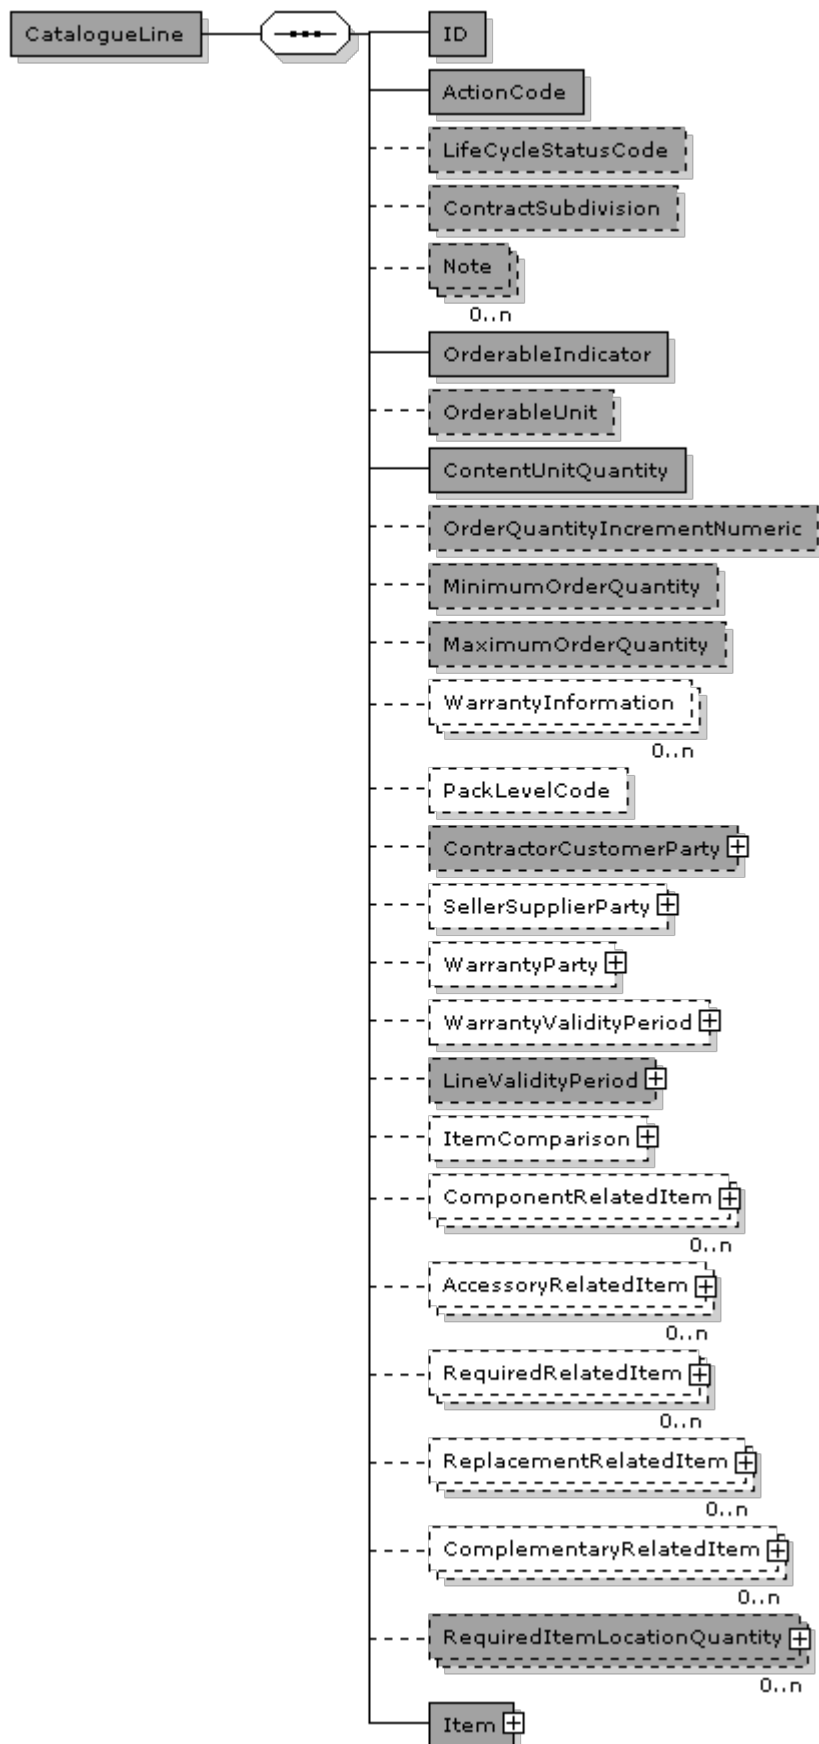 CatalogueLine
ID
ActionCode
LifeCycleStatusCode
ContractSubdivision
Note
0..n
OrderableIndicator
OrderableUnit
ContentUnitQuantity
OrderQuantityIncrementNumeric
MinimumOrderQuantity
MaximumOrderQuantity
WarrantyInformation
0..n
PackLevelCode
ContractorCustomerParty
SellerSupplierParty
WarrantyParty
WarrantyValidityPeriod
LineValidityPeriod
ItemComparison
ComponentRelatedItem
0..n
AccessoryRelatedItem
0..n
RequiredRelatedItem
0..n
ReplacementRelatedItem
0..n
ComplementaryRelatedItem
0..n
RequiredItemLocationQuantity
0..n
Item